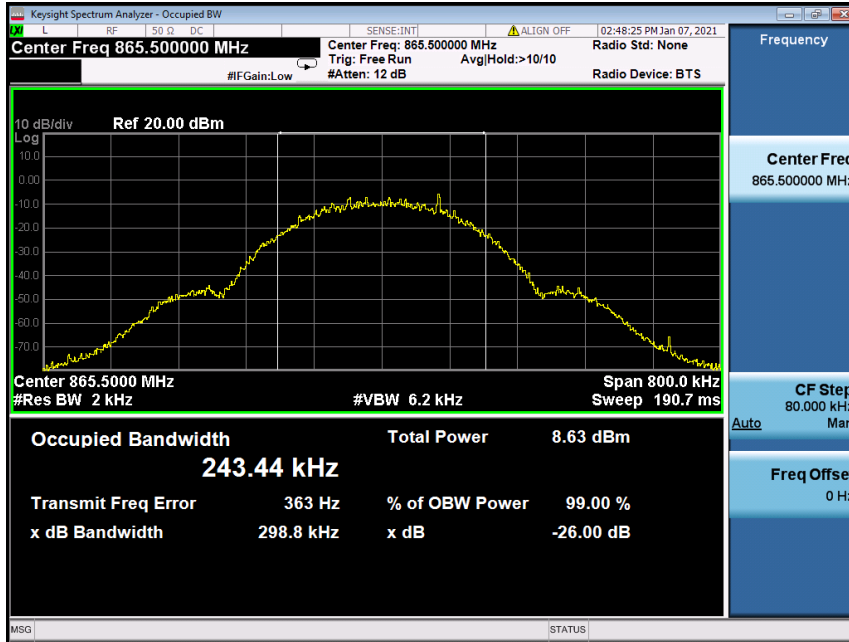 Keysight Spectrum Analyzer - Occupied BW
LXI L RF 50 Ω DC SENSE:INT ALIGN OFF 02:48:25 PM Jan 07, 2021
Center Freq 865.500000 MHz
Center Freq: 865.500000 MHz Radio Std: None
Trig: Free Run Avg|Hold:>10/10
#IFGain:Low #Atten: 12 dB Radio Device: BTS
10 dB/div Ref 20.00 dBm
Log
10.0
0.00
-10.0
-20.0
-30.0
-40.0
-50.0
-60.0
-70.0
Center 865.5000 MHz Span 800.0 kHz
#Res BW 2 kHz #VBW 6.2 kHz Sweep 190.7 ms
Occupied Bandwidth Total Power 8.63 dBm
243.44 kHz
Transmit Freq Error 363 Hz % of OBW Power 99.00 %
x dB Bandwidth 298.8 kHz x dB -26.00 dB
MSG STATUS
Frequency
Center Freq
865.500000 MHz
CF Step
80.000 kHz
Auto Man
Freq Offse
0 Hz